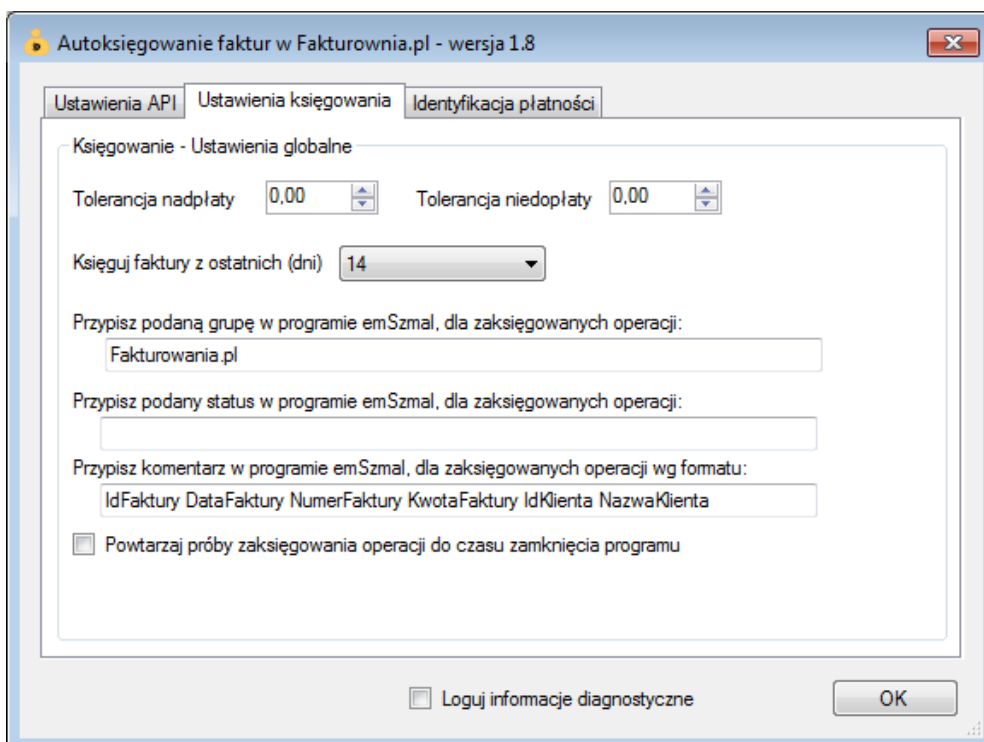 Autoksięgowanie faktur w Fakturownia.pl - wersja 1.8
Ustawienia API Ustawienia księgowania Identyfikacja płatności
Księgowanie - Ustawienia globalne
Tolerancja nadpłaty 0,00 Tolerancja niedopłaty 0,00
Księguj faktury z ostatnich (dni) 14
Przypisz podaną grupę w programie emSzmal, dla zaksięgowanych operacji:
Fakturowania.pl
Przypisz podany status w programie emSzmal, dla zaksięgowanych operacji:
Przypisz komentarz w programie emSzmal, dla zaksięgowanych operacji wg formatu:
IdFaktury DataFaktury NumerFaktury KwotaFaktury IdKlienta NazwaKlienta
Powtarzaj próby zaksięgowania operacji do czasu zamknięcia programu
Loguj informacje diagnostyczne OK